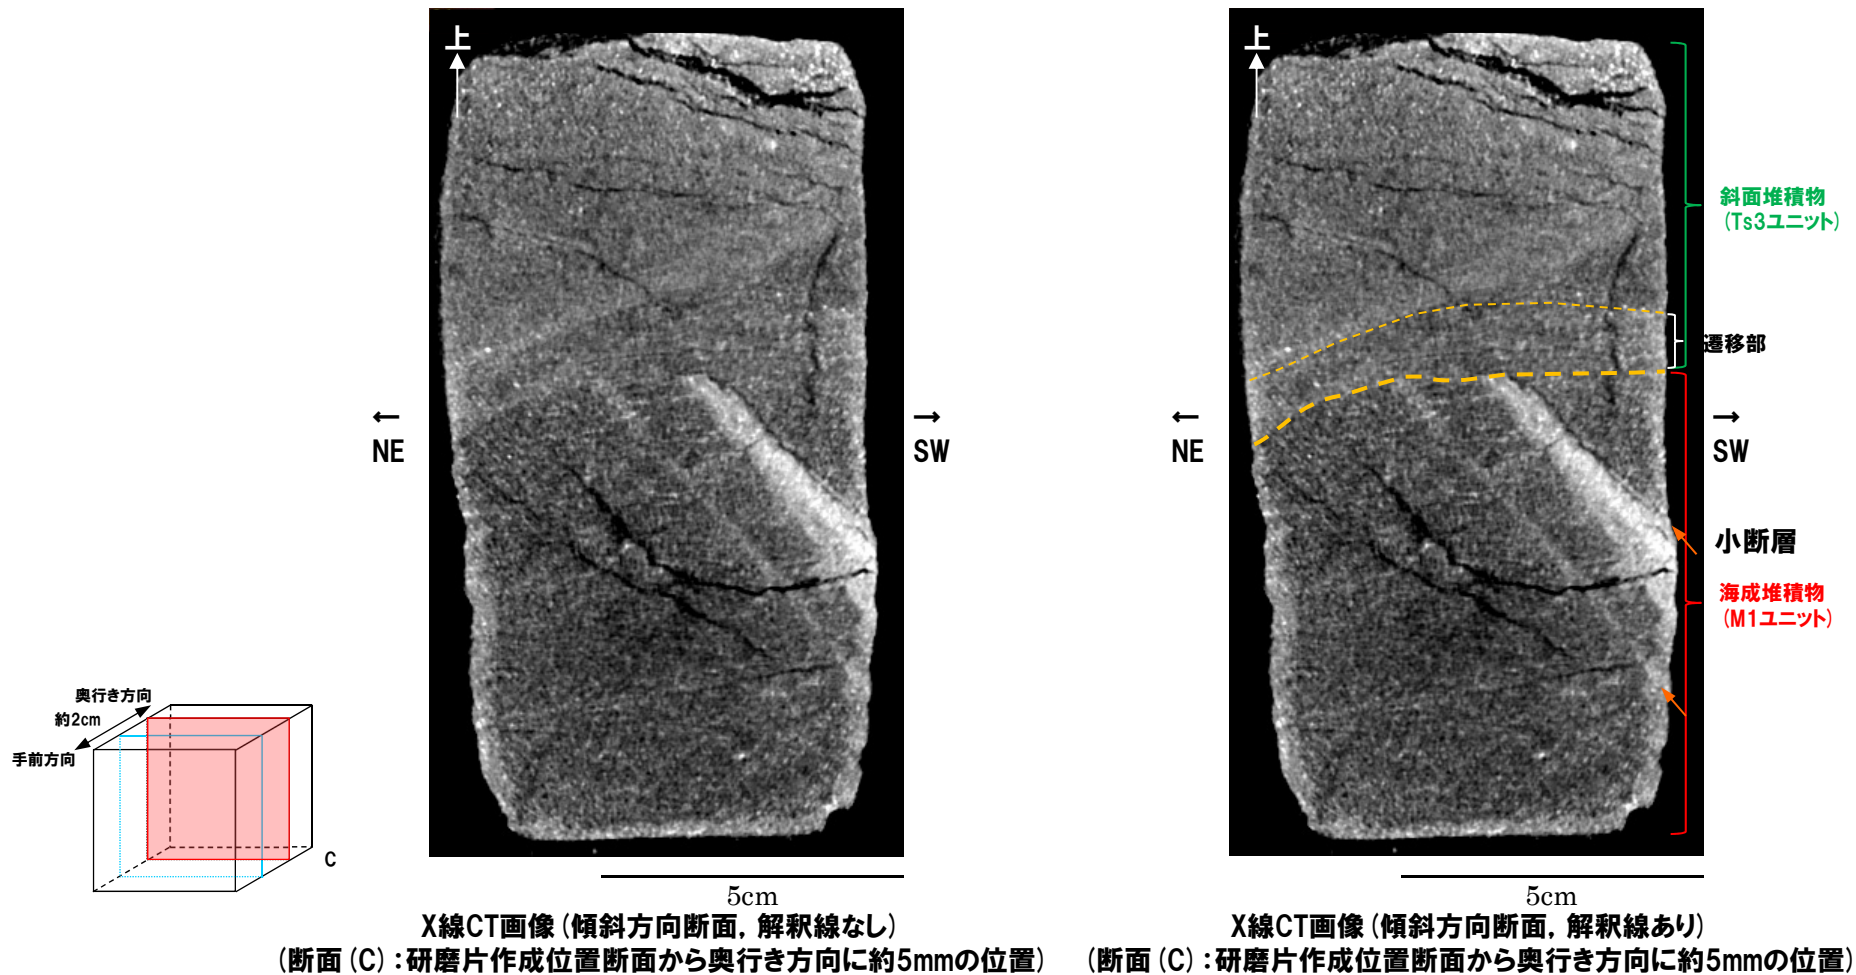 上
←
NE
→
SW
5cm
X線CT画像(傾斜方向断面,解釈線なし)
(断面(C):研磨片作成位置断面から奥行き方向に約5mmの位置)
奥行き方向
約2cm
手前方向
C
上
←
NE
→
SW
斜面堆積物
(Ts3ユニット)
遷移部
小断層
海成堆積物
(M1ユニット)
5cm
X線CT画像(傾斜方向断面,解釈線あり)
(断面(C):研磨片作成位置断面から奥行き方向に約5mmの位置)